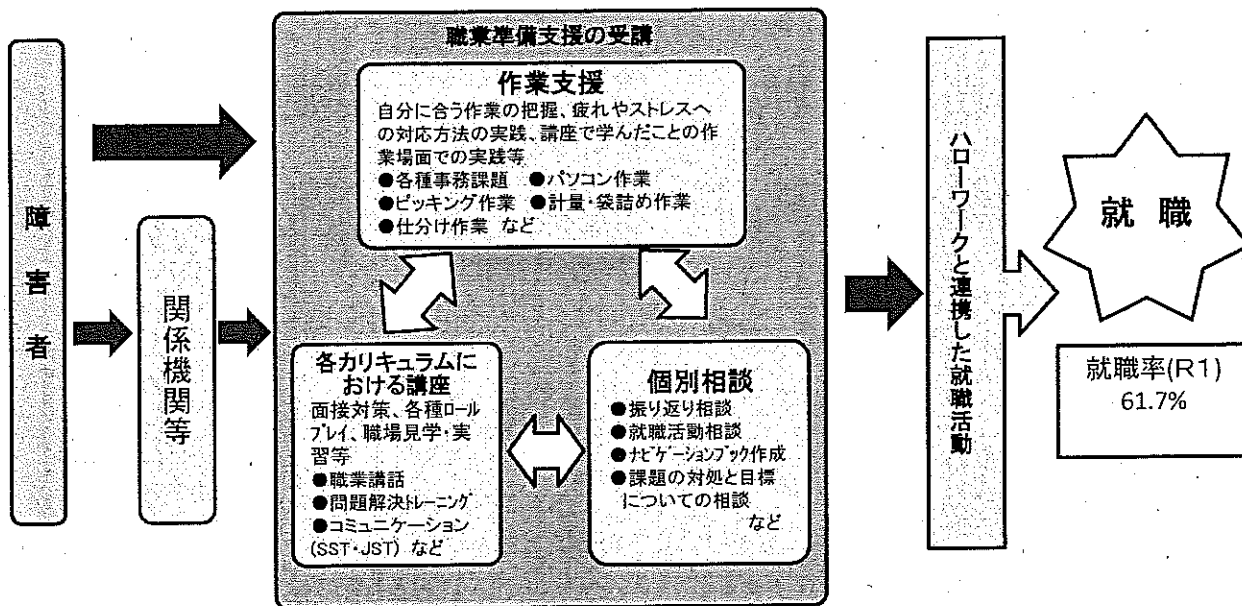 障害者
関係機関等
職業準備支援の受講
作業支援
自分に合う作業の把握、疲れやストレスへ
の対応方法の実践、講座で学んだことの作
業場面での実践等
●各種事務課題　●パソコン作業
●ピッキング作業　●計量・袋詰め作業
●仕分け作業 など
各カリキュラムに
おける講座
面接対策、各種ロール
プレイ、職場見学・実
習等
●職業講話
●問題解決トレーニング
●コミュニケーション
(SST・JST) など
個別相談
●振り返り相談
●就職活動相談
●ナビゲーションブック作成
●課題の対処と目標
についての相談
など
ハローワークと連携した就職活動
就職
就職率(R1)
61.7%